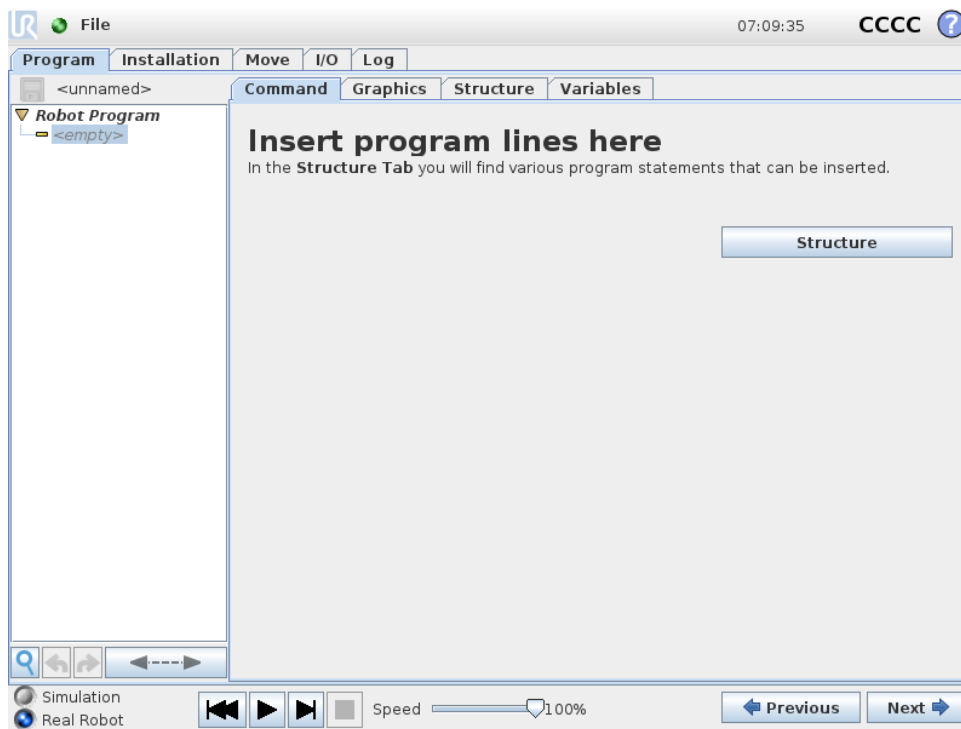 UR File 07:09:35 CCCC ?
Program Installation Move I/O Log
<unnamed>
Command Graphics Structure Variables
Robot Program
<empty>
Insert program lines here
In the Structure Tab you will find various program statements that can be inserted.
Structure
Simulation
Real Robot
Speed 100%
Previous Next